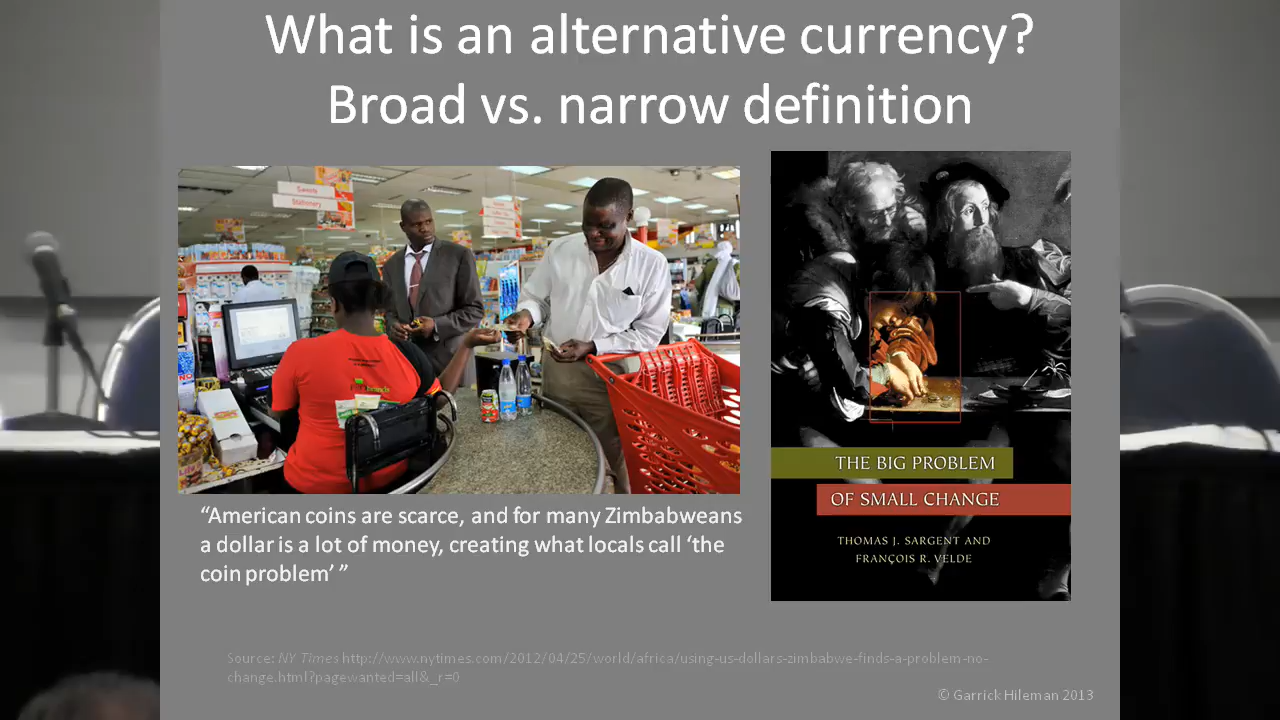 What is an alternative currency?
Broad vs. narrow definition
Sweets
Stationery
THE BIG PROBLEM
OF SMALL CHANGE
THOMAS J. SARGENT AND
FRANÇOIS R. VELDE
“American coins are scarce, and for many Zimbabweans
a dollar is a lot of money, creating what locals call ‘the
coin problem’ ”
Source: NY Times http://www.nytimes.com/2012/04/25/world/africa/using-us-dollars-zimbabwe-finds-a-problem-no-
change.html?pagewanted=all&_r=0
© Garrick Hileman 2013